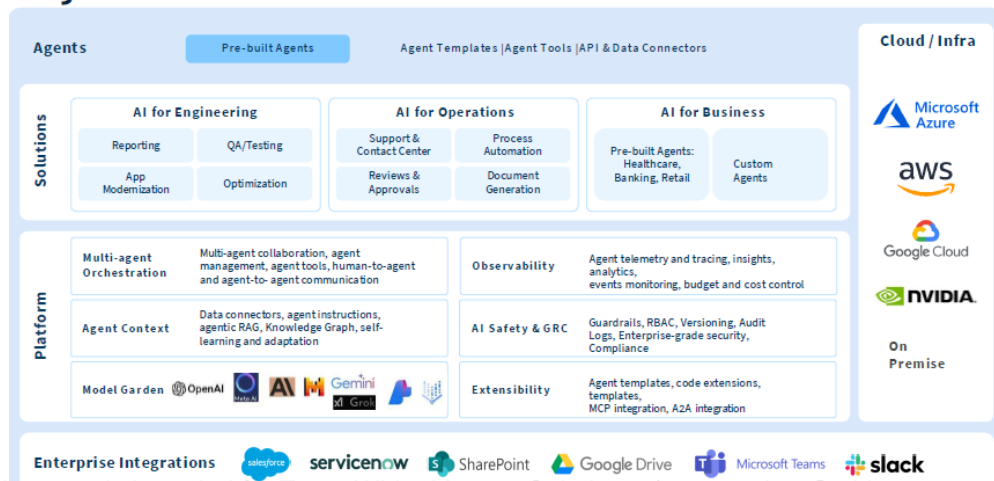 Agents
Pre-built Agents
Agent Templates |Agent Tools |API & Data Connectors
Cloud / Infra
Microsoft
Azure
aws
Google Cloud
NVIDIA.
On
Premise
Solutions
AI for Engineering
Reporting
QA/Testing
App
Modernization
Optimization
AI for Operations
Support &
Contact Center
Process
Automation
Reviews &
Approvals
Document
Generation
AI for Business
Pre-built Agents:
Healthcare,
Banking, Retail
Custom
Agents
Platform
Multi-agent
Orchestration
Multi-agent collaboration, agent
management, agent tools, human-to-agent
and agent-to- agent communication
Observability
Agent telemetry and tracing, insights,
analytics,
events monitoring, budget and cost control
Agent Context
Data connectors, agent instructions,
agentic RAG, Knowledge Graph, self-
learning and adaptation
AI Safety & GRC
Guardrails, RBAC, Versioning, Audit
Logs, Enterprise-grade security,
Compliance
Model Garden
OpenAI
Meta AI
AI
Gemini
xI Grok
Extensibility
Agent templates, code extensions,
templates,
MCP integration, A2A integration
Enterprise Integrations
salesforce
servicenow
SharePoint
Google Drive
Microsoft Teams
slack